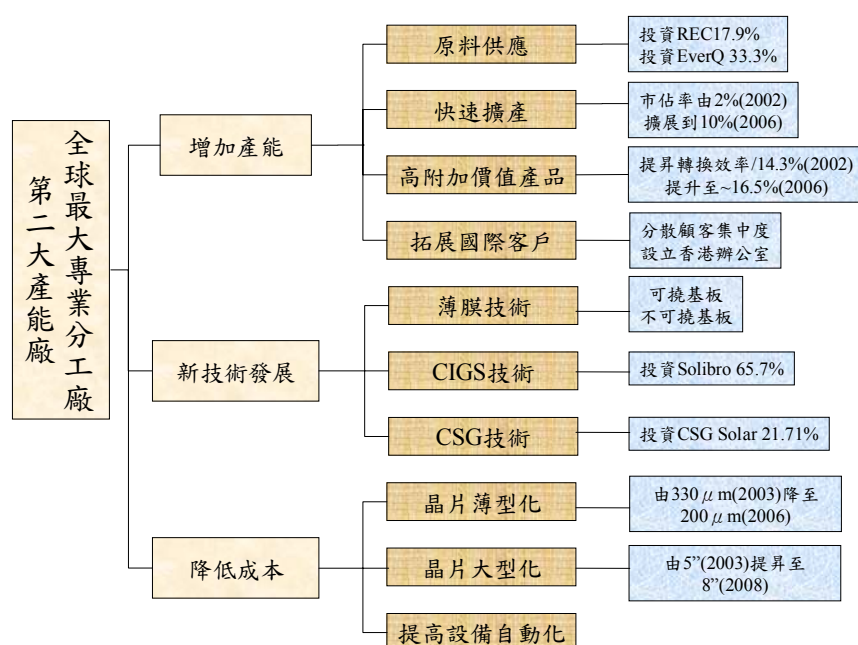 全球最大專業分工廠
第二大產能廠
增加產能
原料供應
投資REC17.9%
投資EverQ 33.3%
快速擴產
市佔率由2%(2002)
擴展到10%(2006)
高附加價值產品
提昇轉換效率/14.3%(2002)
提升至~16.5%(2006)
拓展國際客戶
分散顧客集中度
設立香港辦公室
新技術發展
薄膜技術
可撓基板
不可撓基板
CIGS技術
投資Solibro 65.7%
CSG技術
投資CSG Solar 21.71%
降低成本
晶片薄型化
由330μm(2003)降至
200μm(2006)
晶片大型化
由5”(2003)提昇至
8”(2008)
提高設備自動化